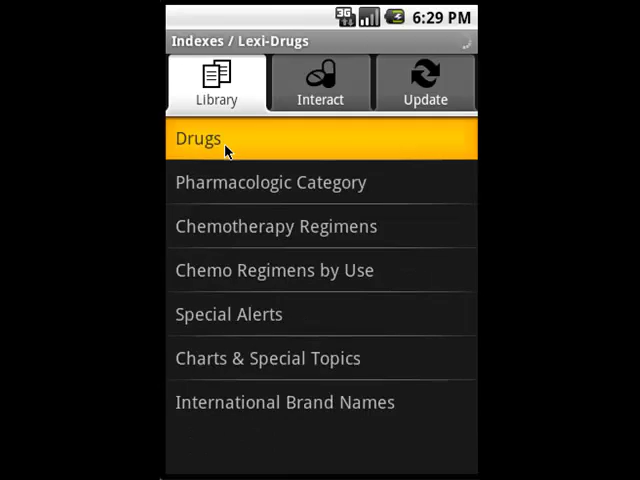 3G 6:29 PM
Indexes / Lexi-Drugs
Library Interact Update
Drugs
Pharmacologic Category
Chemotherapy Regimens
Chemo Regimens by Use
Special Alerts
Charts & Special Topics
International Brand Names